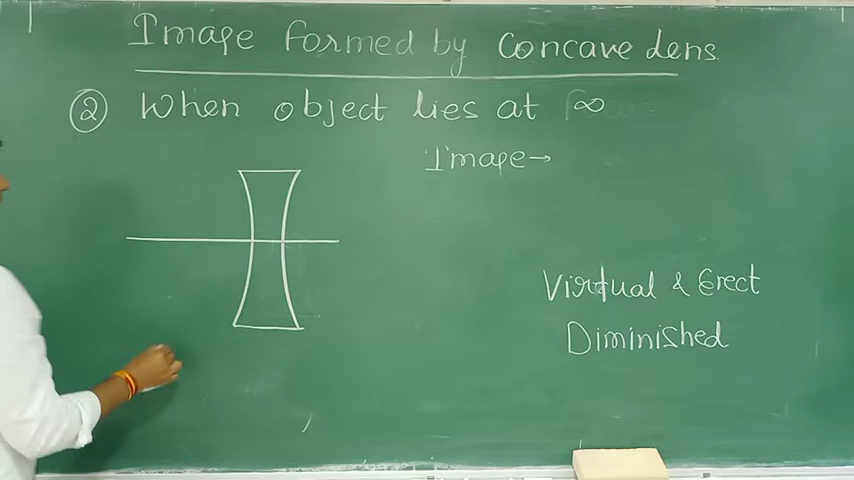 Image formed by Concave Lens.
② When object lies at ∞
Image→
Virtual & Erect
Diminished